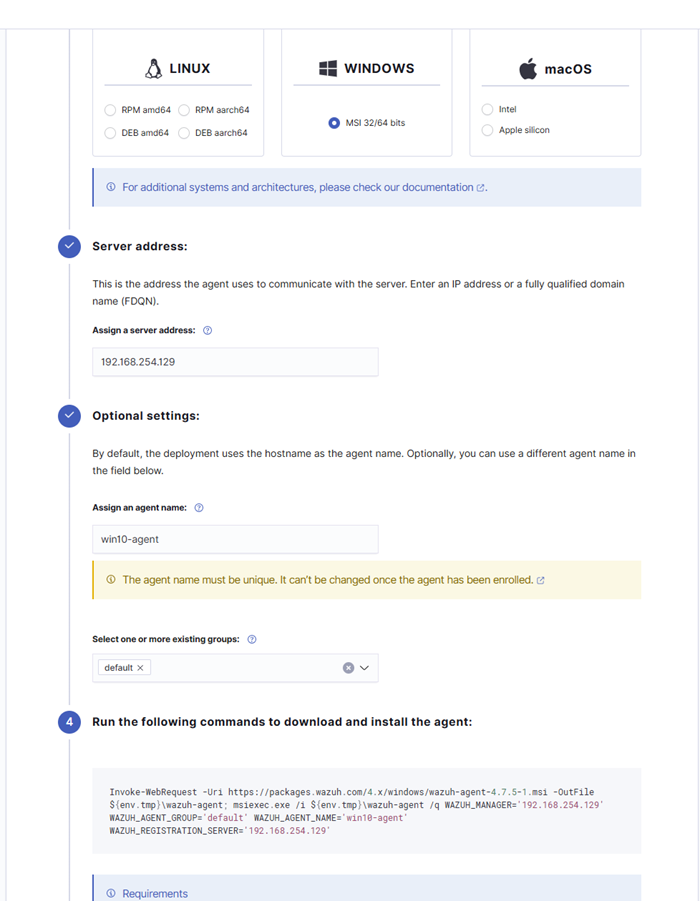 LINUX
WINDOWS
macOS
RPM amd64
RPM aarch64
DEB amd64
DEB aarch64
MSI 32/64 bits
Intel
Apple silicon
For additional systems and architectures, please check our documentation.
Server address:
This is the address the agent uses to communicate with the server. Enter an IP address or a fully qualified domain
name (FDQN).
Assign a server address:
192.168.254.129
Optional settings:
By default, the deployment uses the hostname as the agent name. Optionally, you can use a different agent name in
the field below.
Assign an agent name:
win10-agent
The agent name must be unique. It can't be changed once the agent has been enrolled.
Select one or more existing groups:
default
4
Run the following commands to download and install the agent:
Invoke-WebRequest -Uri https://packages.wazuh.com/4.x/windows/wazuh-agent-4.7.5-1.msi -OutFile
${env.tmp}\wazuh-agent; msiexec.exe /i ${env.tmp}\wazuh-agent /q WAZUH_MANAGER='192.168.254.129'
WAZUH_AGENT_GROUP='default' WAZUH_AGENT_NAME='win10-agent'
WAZUH_REGISTRATION_SERVER='192.168.254.129'
Requirements